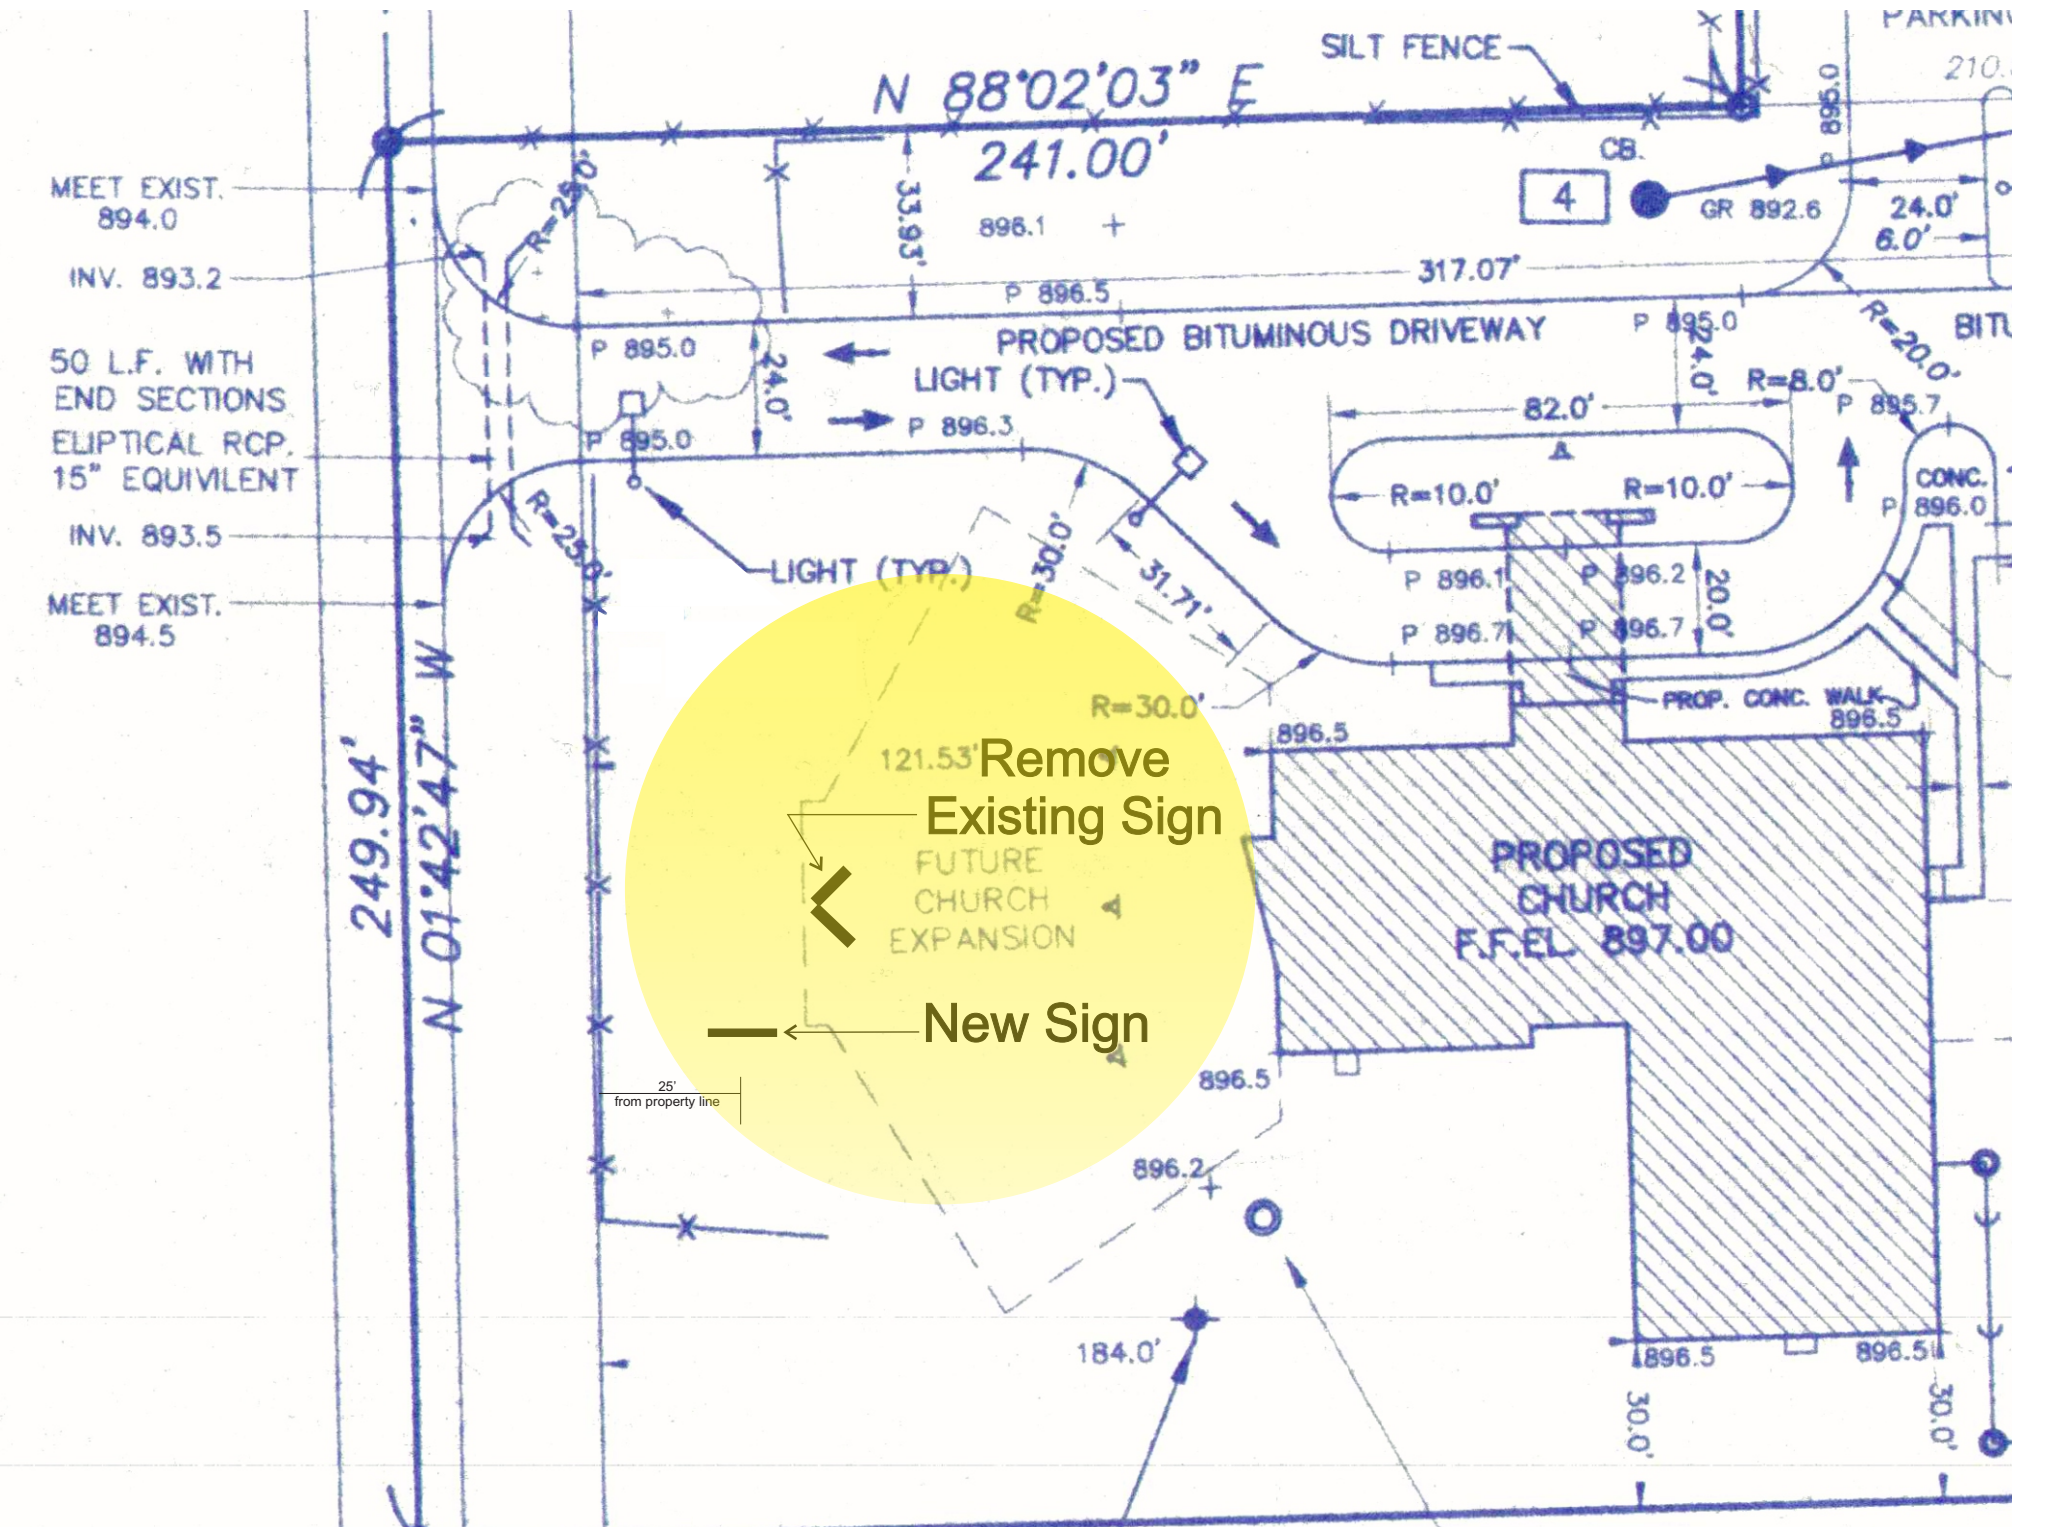 PARKIN
SILT FENCE
N 88°02'03" E
241.00'
210.
895.0
P
CB.
4
GR 892.6
24.0'
6.0'
MEET EXIST.
894.0
R=25.0'
33.93'
896.1
INV. 893.2
317.07'
P 896.5
P 895.0
PROPOSED BITUMINOUS DRIVEWAY
P 895.0
24.0'
R=20.0'
BITU
50 L.F. WITH
END SECTIONS
ELIPTICAL RCP.
15" EQUIVILENT
24.0'
LIGHT (TYP.)
82.0'
R=8.0'
P 895.7
P 895.0
P 896.3
R=10.0'
R=10.0'
CONC.
P 896.0
INV. 893.5
R=25.0'
LIGHT (TYP.)
R=30.0'
31.71'
P 896.1
P 896.2
20.0'
MEET EXIST.
894.5
P 896.7
P 896.7
R=30.0'
PROP. CONC. WALK
896.5
896.5
249.94'
N 01°42'47" W
121.53'
Remove
Existing Sign
FUTURE
CHURCH
EXPANSION
PROPOSED
CHURCH
F.F.EL. 897.00
New Sign
25'
from property line
896.5
896.2
184.0'
896.5
896.5
30.0'
30.0'